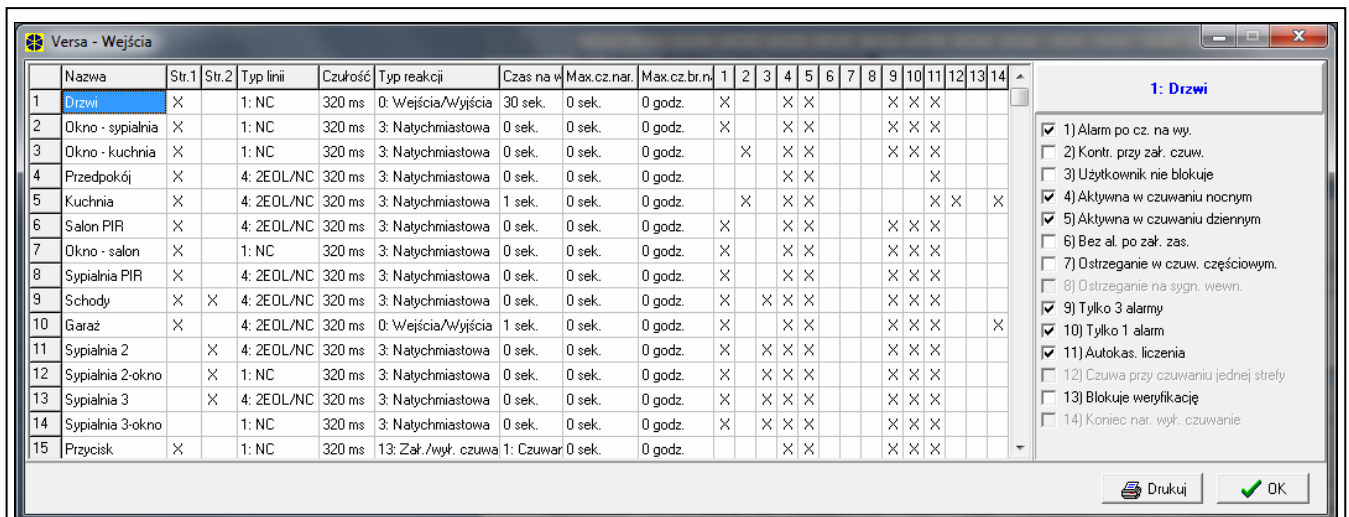 Versa - Wejścia
Nazwa Str.1 Str.2 Typ linii Czułość Typ reakcji Czas na w Max.cz.nar. Max.cz.br.n 1 2 3 4 5 6 7 8 9 10 11 12 13 14
1 Drzwi X 1: NC 320 ms 0: Wejścia/Wyjścia 30 sek. 0 sek. 0 godz. X X X X X X
2 Okno - sypialnia X 1: NC 320 ms 3: Natychmiastowa 0 sek. 0 sek. 0 godz. X X X X X X
3 Okno - kuchnia X 1: NC 320 ms 3: Natychmiastowa 0 sek. 0 sek. 0 godz. X X X X X X
4 Przedpokój X 4: 2EOL/NC 320 ms 3: Natychmiastowa 0 sek. 0 sek. 0 godz. X X X
5 Kuchnia X 4: 2EOL/NC 320 ms 3: Natychmiastowa 1 sek. 0 sek. 0 godz. X X X X X X
6 Salon PIR X 4: 2EOL/NC 320 ms 3: Natychmiastowa 0 sek. 0 sek. 0 godz. X X X X X X
7 Okno - salon X 1: NC 320 ms 3: Natychmiastowa 0 sek. 0 sek. 0 godz. X X X X X X
8 Sypialnia PIR X 4: 2EOL/NC 320 ms 3: Natychmiastowa 0 sek. 0 sek. 0 godz. X X X X X X
9 Schody X X 4: 2EOL/NC 320 ms 3: Natychmiastowa 0 sek. 0 sek. 0 godz. X X X X X X X
10 Garaż X 4: 2EOL/NC 320 ms 0: Wejścia/Wyjścia 1 sek. 0 sek. 0 godz. X X X X X X X
11 Sypialnia 2 X 4: 2EOL/NC 320 ms 3: Natychmiastowa 0 sek. 0 sek. 0 godz. X X X X X X X
12 Sypialnia 2-okno X 1: NC 320 ms 3: Natychmiastowa 0 sek. 0 sek. 0 godz. X X X X X X X
13 Sypialnia 3 X 4: 2EOL/NC 320 ms 3: Natychmiastowa 0 sek. 0 sek. 0 godz. X X X X X X X
14 Sypialnia 3-okno 1: NC 320 ms 3: Natychmiastowa 0 sek. 0 sek. 0 godz. X X X X X X X
15 Przycisk X 1: NC 320 ms 13: Zał./wył. czuwa 1: Czuwar 0 sek. 0 godz. X X X X X
1: Drzwi
1) Alarm po cz. na wy.
2) Kontr. przy zał. czuw.
3) Użytkownik nie blokuje
4) Aktywna w czuwaniu nocnym
5) Aktywna w czuwaniu dziennym
6) Bez al. po zał. zas.
7) Ostrzeganie w czuw. częściowym.
8) Ostrzeganie na sygn. wewn.
9) Tylko 3 alarmy
10) Tylko 1 alarm
11) Autokas. liczenia
12) Czuwa przy czuwaniu jednej strefy
13) Blokuje weryfikację
14) Koniec nar. wył. czuwanie
Drukuj OK